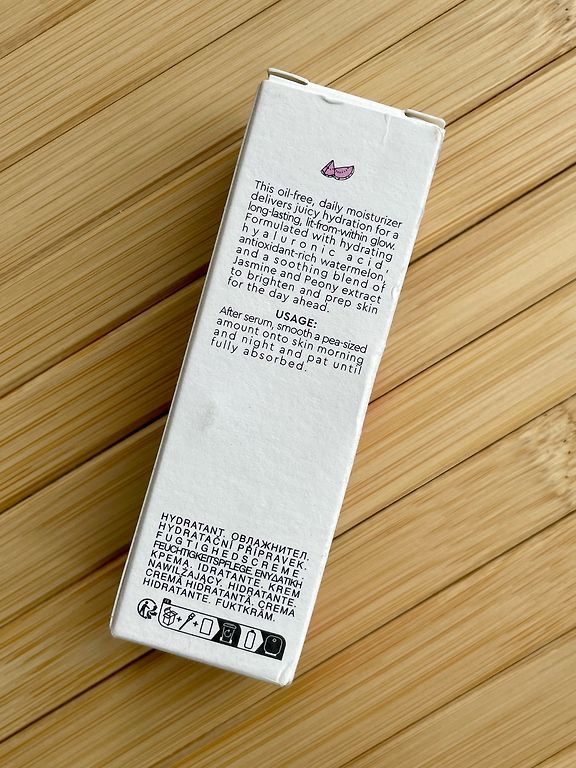 This oil-free, daily moisturizer
delivers juicy hydration for a
long-lasting, lit-from-within glow.
Formulated with hydrating
hyaluronic acid,
antioxidant-rich watermelon,
and a soothing blend of
Jasmine and Peony extract
to brighten and prep skin
for the day ahead.
USAGE:
After serum, smooth a pea-sized
amount onto skin morning
and night and pat until
fully absorbed.
HYDRATANT. ОВЛАЖНИТЕЛ.
HYDRATAČNÍ PŘÍPRAVEK.
FUGTIGHEDSCREME.
FEUCHTIGKEITSPFLEGE. ΕΝΥΔΑΤΙΚΗ
ΚΡΕΜΑ. IDRATANTE. KREM
NAWILŻAJĄCY. HIDRATANTE.
CREMĂ HIDRATANTĂ. CREMA
HIDRATANTE. FUKTKRÄM.